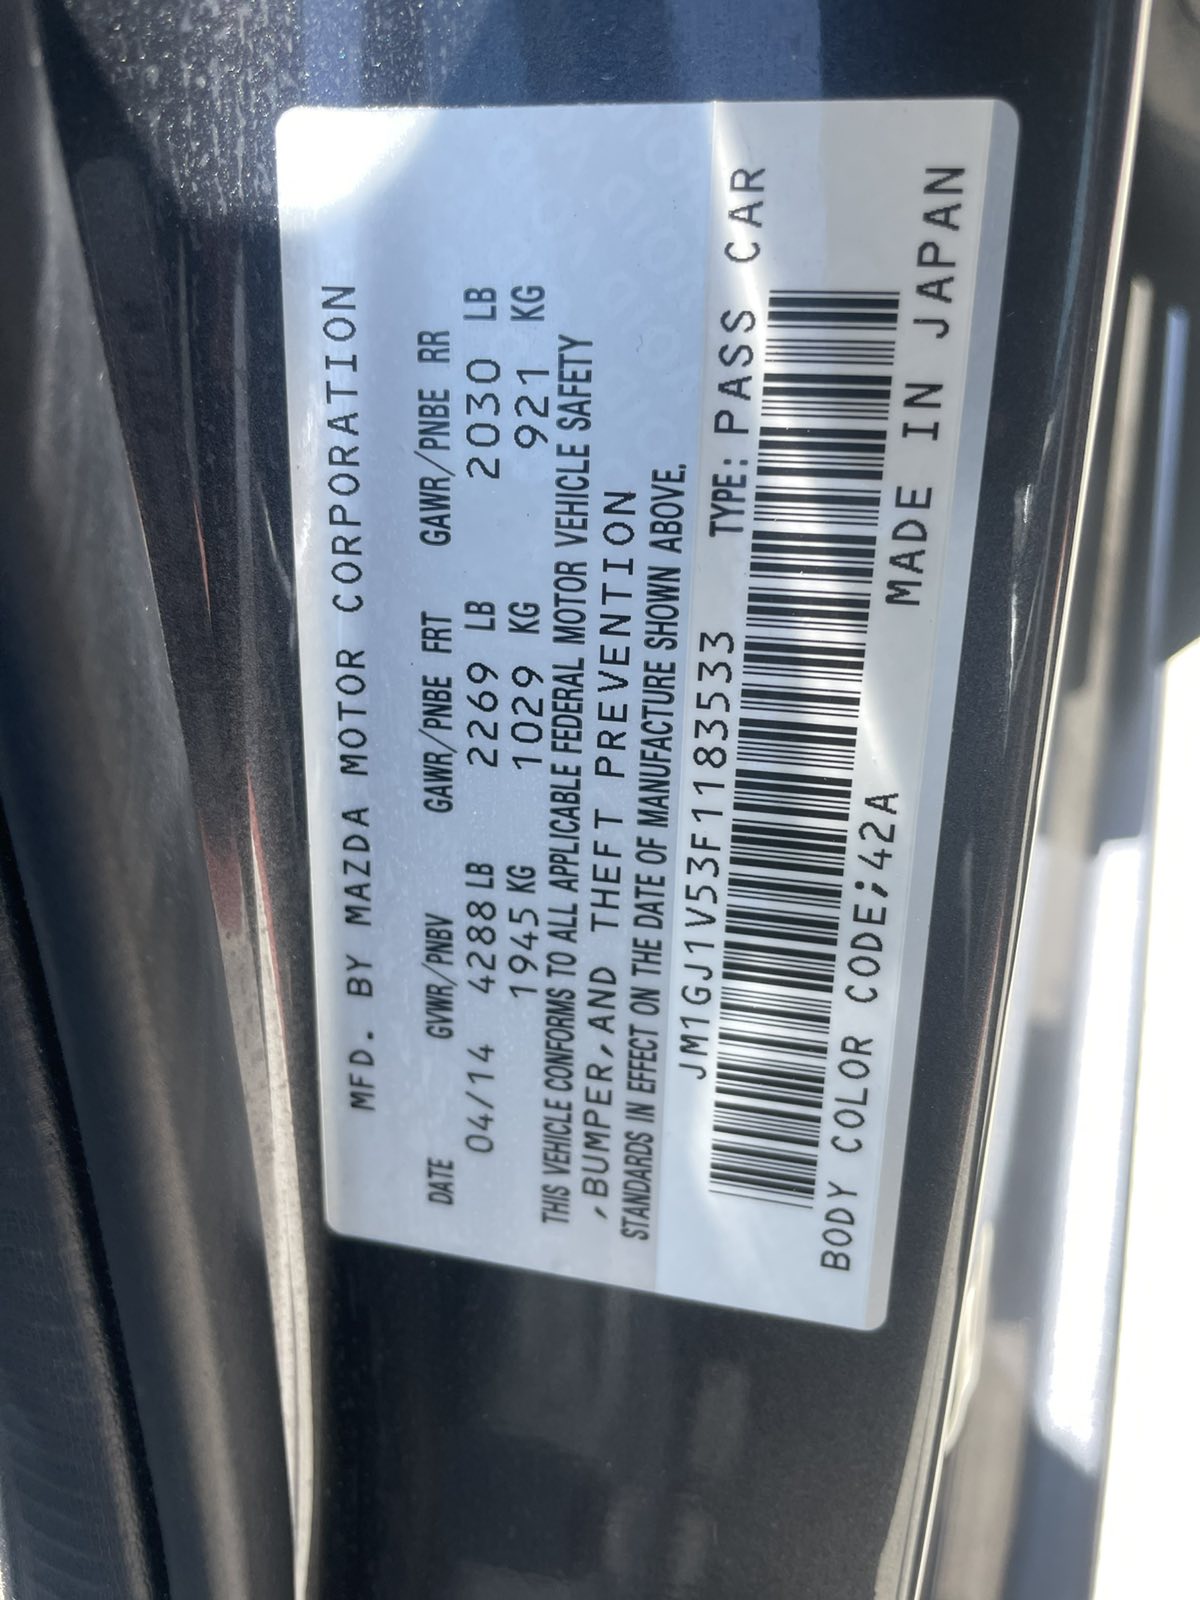 MFD. BY MAZDA MOTOR CORPORATION
DATE GVWR/PNBV GAWR/PNBE FRT GAWR/PNBE RR
04/14 4288 LB 2269 LB 2030 LB
1945 KG 1029 KG 921 KG
THIS VEHICLE CONFORMS TO ALL APPLICABLE FEDERAL MOTOR VEHICLE SAFETY
,BUMPER,AND THEFT PREVENTION
STANDARDS IN EFFECT ON THE DATE OF MANUFACTURE SHOWN ABOVE.
JM1GJ1V53F1183533 TYPE: PASS CAR
BODY COLOR CODE;42A MADE IN JAPAN